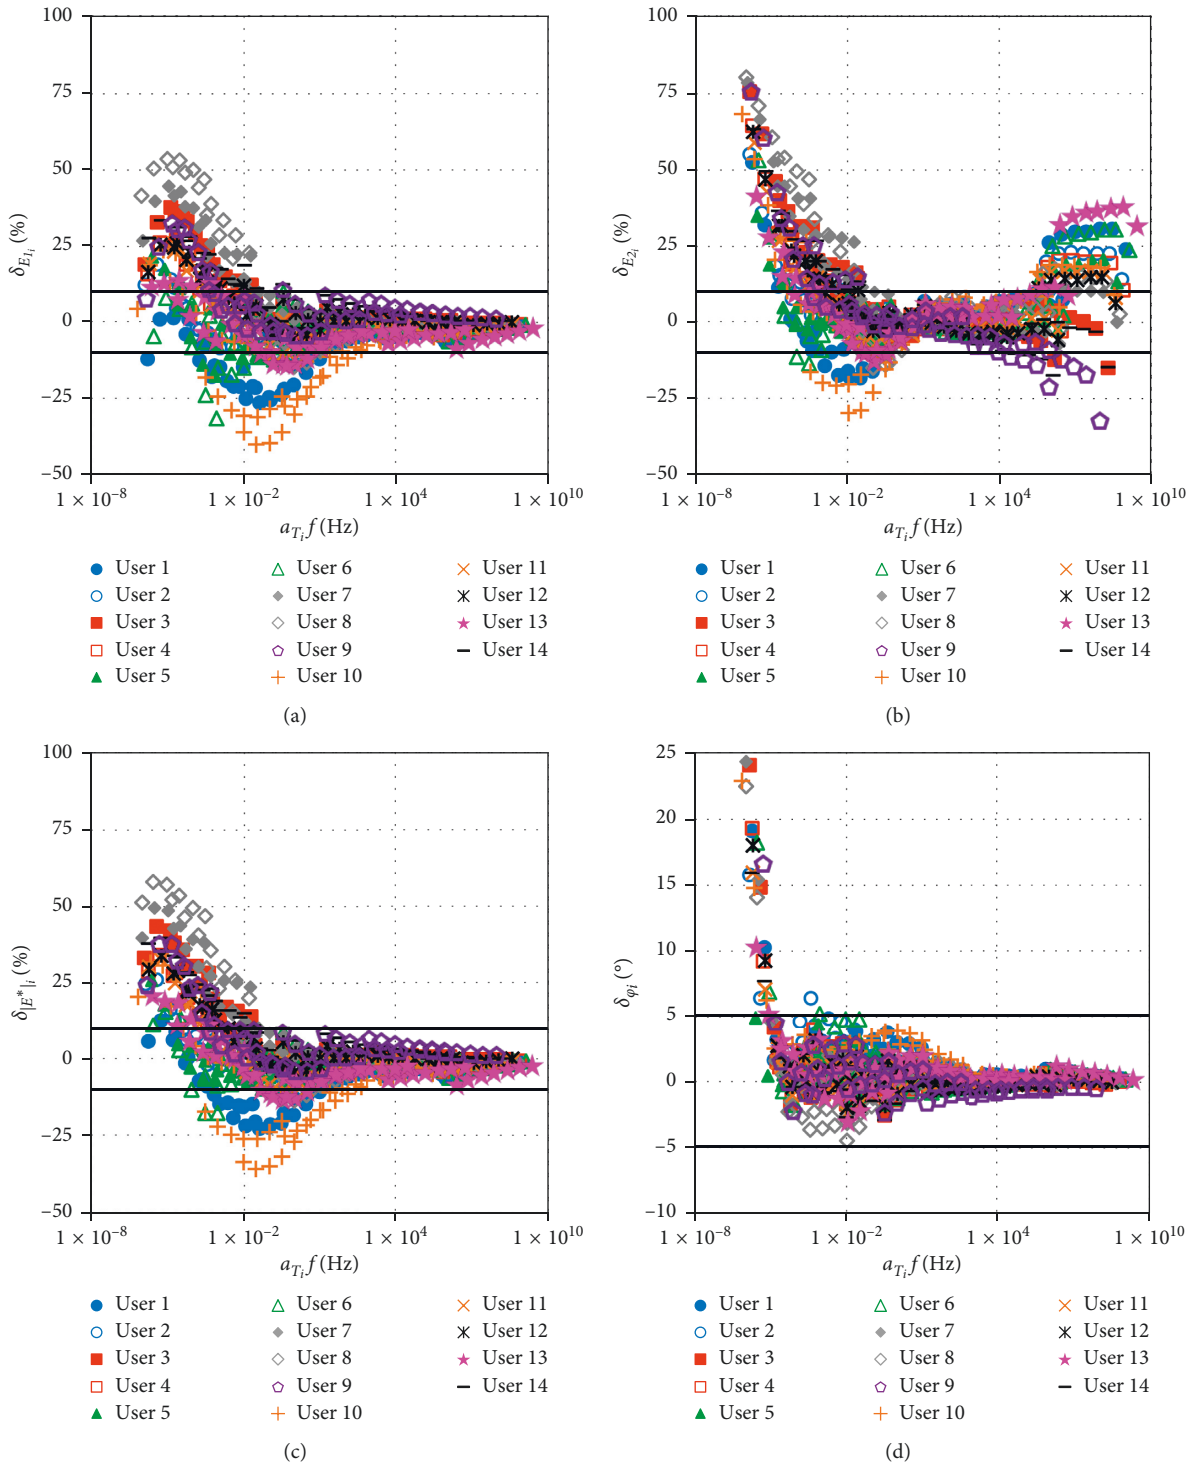 100
75
50
25
0
−25
−50
δE1i (%)
1 × 10−8
1 × 10−2
1 × 104
1 × 1010
aTi f (Hz)
User 1
User 2
User 3
User 4
User 5
User 6
User 7
User 8
User 9
User 10
User 11
User 12
User 13
User 14
(a)
100
75
50
25
0
−25
−50
δE2i (%)
1 × 10−8
1 × 10−2
1 × 104
1 × 1010
aTi f (Hz)
User 1
User 2
User 3
User 4
User 5
User 6
User 7
User 8
User 9
User 10
User 11
User 12
User 13
User 14
(b)
100
75
50
25
0
−25
−50
δ|E*|i (%)
1 × 10−8
1 × 10−2
1 × 104
1 × 1010
aTi f (Hz)
User 1
User 2
User 3
User 4
User 5
User 6
User 7
User 8
User 9
User 10
User 11
User 12
User 13
User 14
(c)
25
20
15
10
5
0
−5
−10
δφi (°)
1 × 10−8
1 × 10−2
1 × 104
1 × 1010
aTi f (Hz)
User 1
User 2
User 3
User 4
User 5
User 6
User 7
User 8
User 9
User 10
User 11
User 12
User 13
User 14
(d)